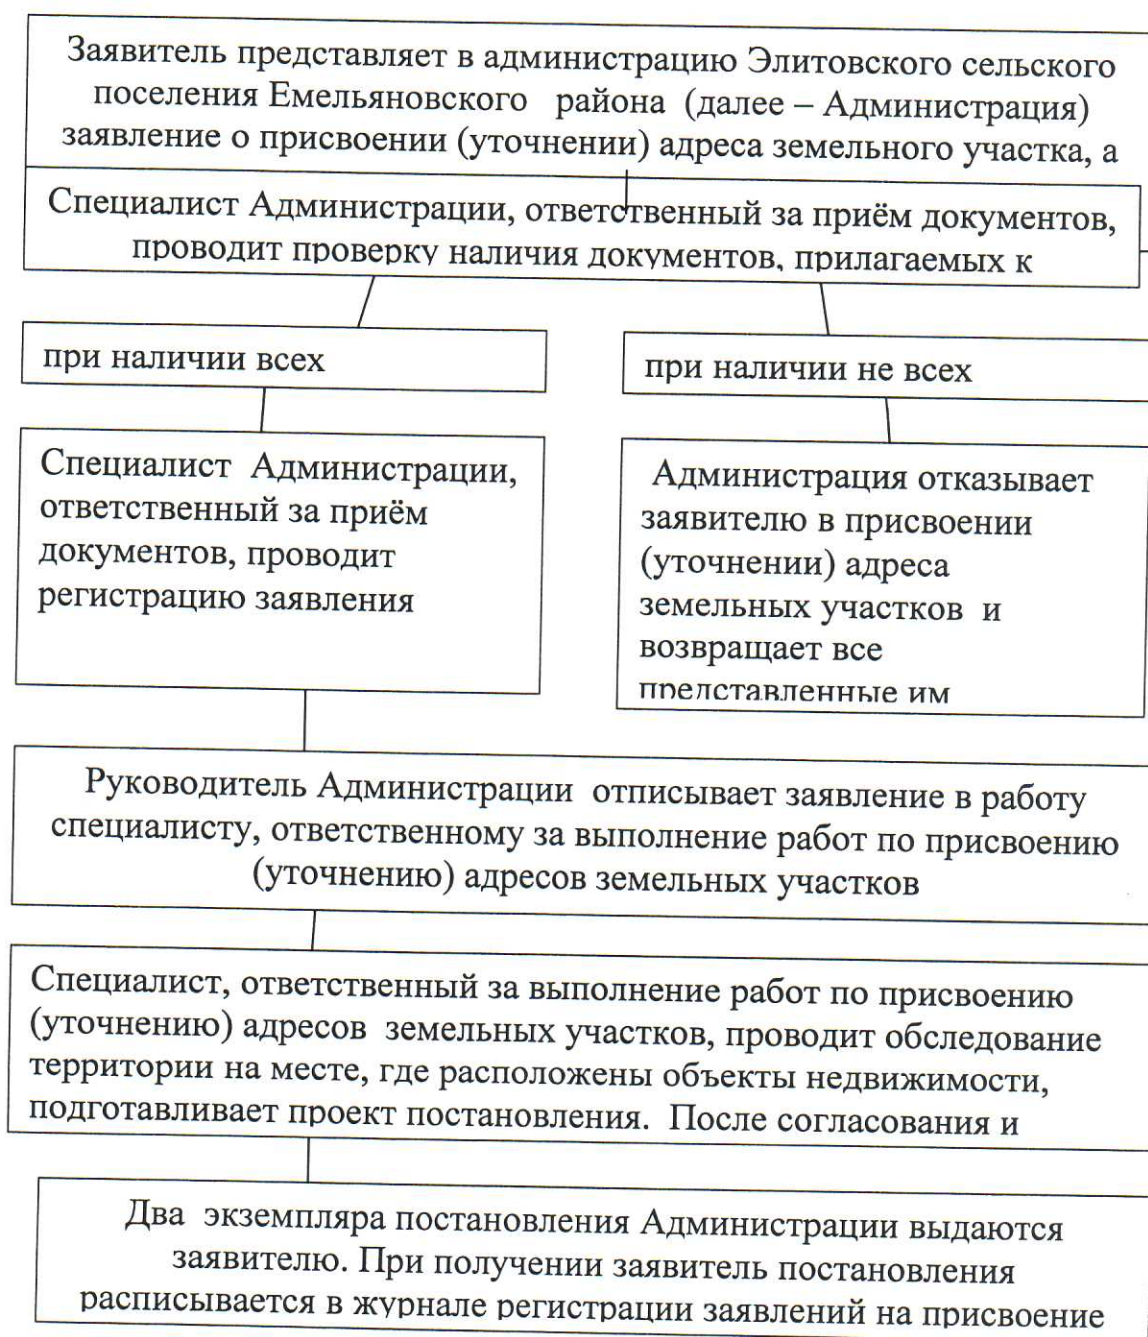 Заявитель представляет в администрацию Элитовского сельского
поселения Емельяновского района (далее – Администрация)
заявление о присвоении (уточнении) адреса земельного участка, а
Специалист Администрации, ответственный за приём документов,
проводит проверку наличия документов, прилагаемых к
при наличии всех
при наличии не всех
Специалист Администрации,
ответственный за приём
документов, проводит
регистрацию заявления
Администрация отказывает
заявителю в присвоении
(уточнении) адреса
земельных участков и
возвращает все
представленные им
Руководитель Администрации отписывает заявление в работу
специалисту, ответственному за выполнение работ по присвоению
(уточнению) адресов земельных участков
Специалист, ответственный за выполнение работ по присвоению
(уточнению) адресов земельных участков, проводит обследование
территории на месте, где расположены объекты недвижимости,
подготавливает проект постановления. После согласования и
Два экземпляра постановления Администрации выдаются
заявителю. При получении заявитель постановления
расписывается в журнале регистрации заявлений на присвоение